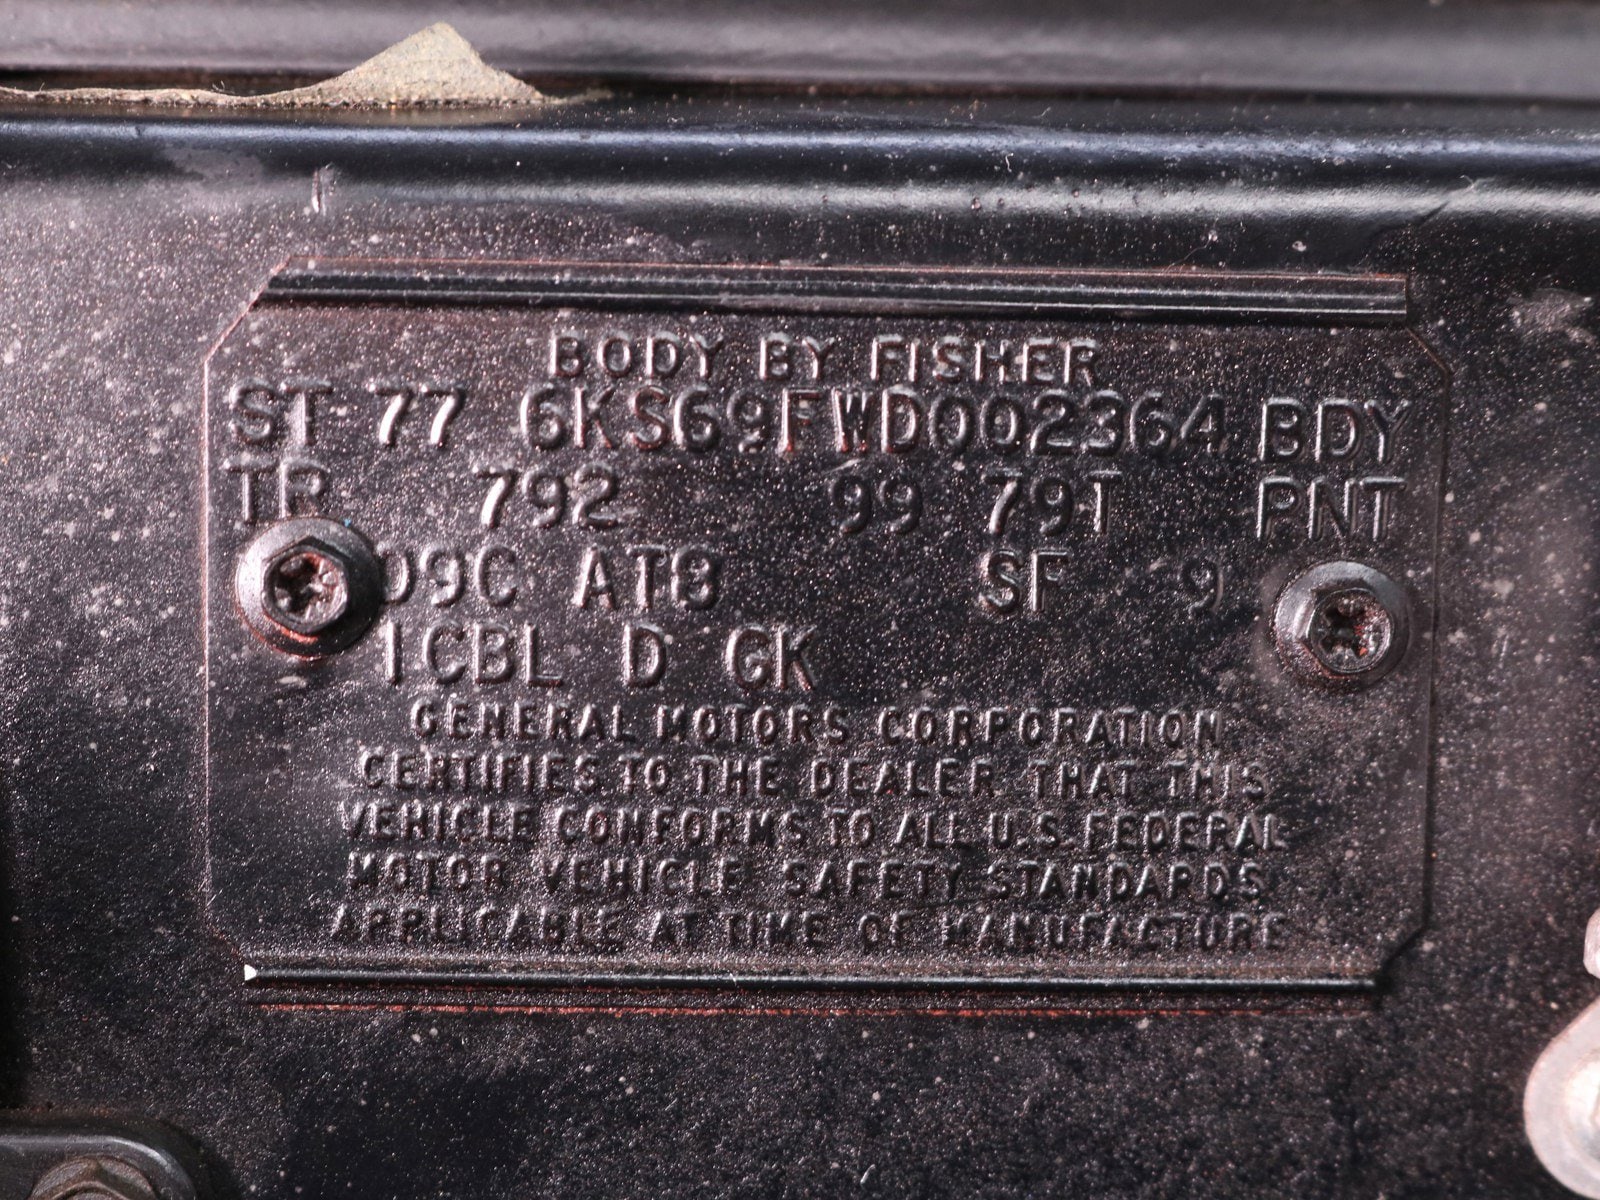 BODY BY FISHER
ST 77 6KS69FWD002364 BDY
TR 792 99 79T PNT
09C AT8 SF 9
1CBL D GK
GENERAL MOTORS CORPORATION
CERTIFIES TO THE DEALER THAT THIS
VEHICLE CONFORMS TO ALL U.S. FEDERAL
MOTOR VEHICLE SAFETY STANDARDS
APPLICABLE AT TIME OF MANUFACTURE